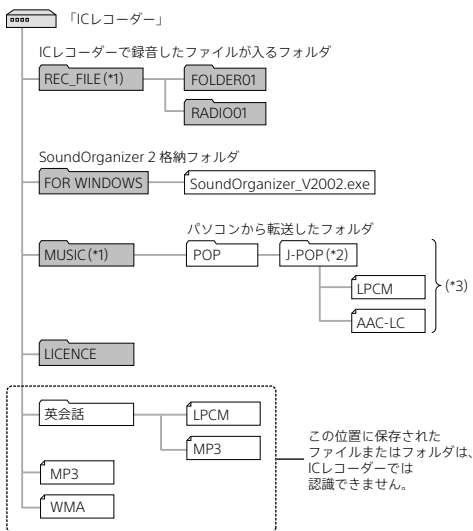 「ICレコーダー」
ICレコーダーで録音したファイルが入るフォルダ
REC_FILE(*1)
FOLDER01
RADIO01
SoundOrganizer 2 格納フォルダ
FOR WINDOWS
SoundOrganizer_V2002.exe
パソコンから転送したフォルダ
MUSIC(*1)
POP
J-POP(*2)
(*3)
LPCM
AAC-LC
LICENCE
英会話
LPCM
MP3
この位置に保存された
ファイルまたはフォルダは、
ICレコーダーでは
認識できません。
MP3
WMA